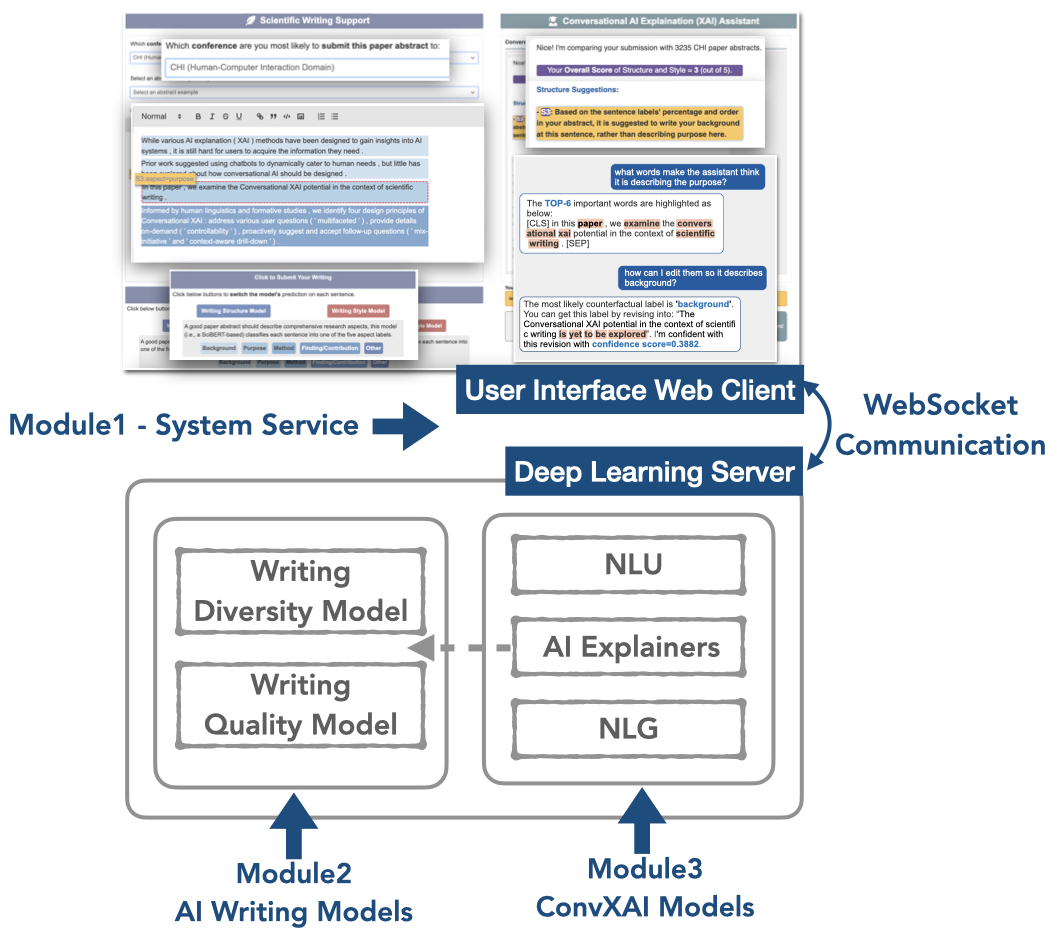 Scientific Writing Support
Which conference are you most likely to submit this paper abstract to:
CHI (Human-Computer Interaction Domain)
Select an abstract example
Normal
While various AI explanation ( XAI ) methods have been designed to gain insights into AI
systems , it is still hard for users to acquire the information they need .
Prior work suggested using chatbots to dynamically cater to human needs , but little has
been explored about how conversational AI should be designed .
S3:aspect=purpose
In this paper , we examine the Conversational XAI potential in the context of scientific
writing .
Informed by human linguistics and formative studies , we identify four design principles of
Conversational XAI : address various user questions ( ' multifaceted ' ) , provide details
on-demand ( ' controllability ' ) , proactively suggest and accept follow-up questions ( ' mix-
initiative ' and ' context-aware drill-down ' ) .
Click to Submit Your Writing
Click below buttons to switch the model's prediction on each sentence.
Writing Structure Model
Writing Style Model
A good paper abstract should describe comprehensive research aspects, this model
(i.e., a SciBERT-based) classifies each sentence into one of the five aspect labels.
Background Purpose Method Finding/Contribution Other
Conversational AI Explaination (XAI) Assistant
Nice! I'm comparing your submission with 3235 CHI paper abstracts.
Your Overall Score of Structure and Style = 3 (out of 5).
Structure Suggestions:
- S3: Based on the sentence labels' percentage and order
in your abstract, it is suggested to write your background
at this sentence, rather than describing purpose here.
what words make the assistant think
it is describing the purpose?
The TOP-6 important words are highlighted as
below:
[CLS] in this paper , we examine the convers
ational xai potential in the context of scientific
writing . [SEP]
how can I edit them so it describes
background?
The most likely counterfactual label is 'background'.
You can get this label by revising into: “The
Conversational XAI potential in the context of scientifi
c writing is yet to be explored”. I'm confident with
this revision with confidence score=0.3882.
User Interface Web Client
Module1 - System Service
WebSocket
Communication
Deep Learning Server
Writing
Diversity Model
Writing
Quality Model
NLU
AI Explainers
NLG
Module2
AI Writing Models
Module3
ConvXAI Models